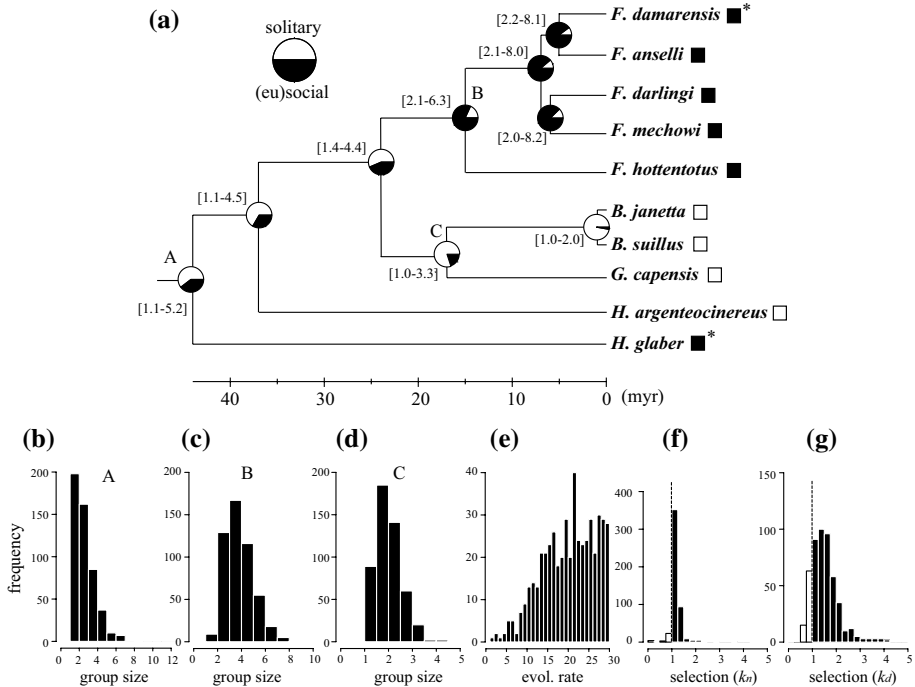 (a)
solitary
(eu)social
F. damarensis *
F. anselli
F. darlingi
F. mechowi
F. hottentotus
B. janetta
B. suillus
G. capensis
H. argenteocinereus
H. glaber *
[2.2-8.1]
[2.1-8.0]
[2.1-6.3] B
[2.0-8.2]
[1.4-4.4]
[1.1-4.5]
C
[1.0-2.0]
[1.0-3.3]
A
[1.1-5.2]
40 30 20 10 0 (myr)
(b) (c) (d) (e) (f) (g)
frequency
A
200
150
100
50
0
0 2 4 6 8 10 12
group size
B
200
150
100
50
0
0 2 4 6 8 10
group size
C
200
150
100
50
0
0 1 2 3 4 5
group size
40
30
20
10
0
0 5 10 15 20 25 30
evol. rate
400
300
200
100
0
0 1 2 3 4 5
selection (kn)
150
100
50
0
0 1 2 3 4 5
selection (kd)